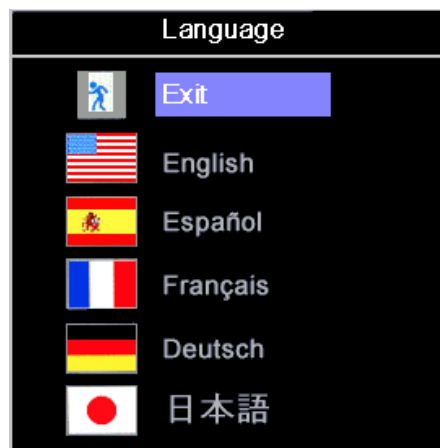 Language
Exit
English
Español
Français
Deutsch
日本語